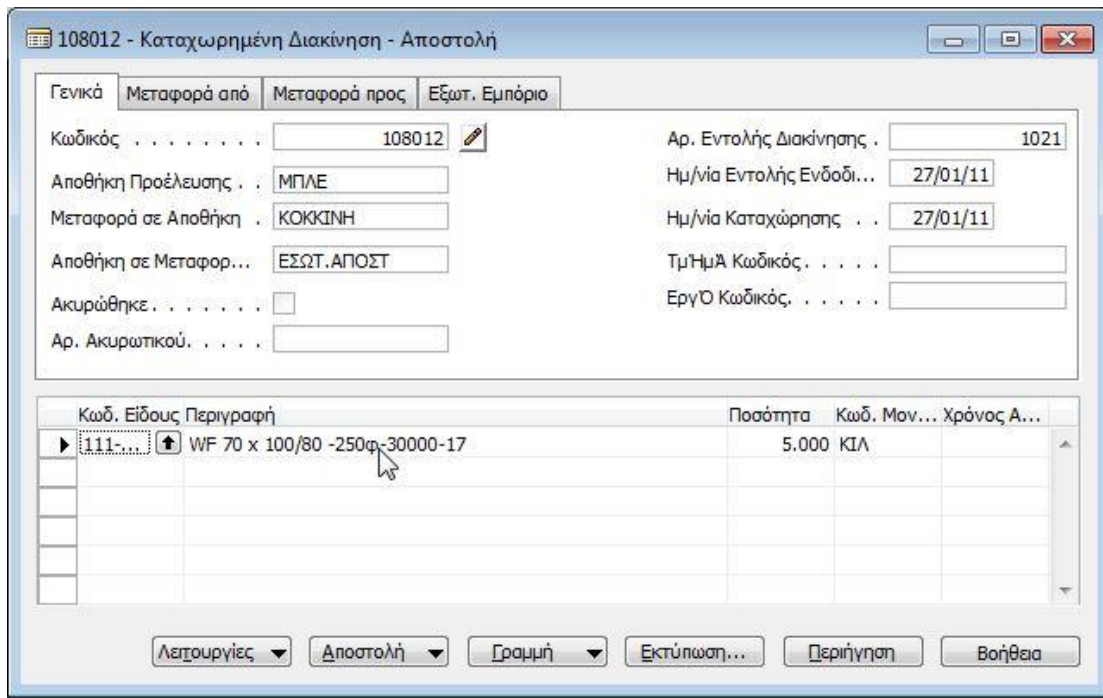 108012 - Καταχωρημένη Διακίνηση - Αποστολή
Γενικά Μεταφορά από Μεταφορά προς Εξωτ. Εμπόριο
Κωδικός . . . . . . . . 108012 Αρ. Εντολής Διακίνησης . 1021
Αποθήκη Προέλευσης . . ΜΠΛΕ Ημ/νία Εντολής Ενδοδι... 27/01/11
Μεταφορά σε Αποθήκη . ΚΟΚΚΙΝΗ Ημ/νία Καταχώρησης . . 27/01/11
Αποθήκη σε Μεταφορ... ΕΣΩΤ.ΑΠΟΣΤ ΤμΉμΆ Κωδικός. . . . .
Ακυρώθηκε. . . . . . . ΕργΌ Κωδικός. . . . . .
Αρ. Ακυρωτικού. . . . .
Κωδ. Είδους Περιγραφή Ποσότητα Κωδ. Μον... Χρόνος Α...
111-... WF 70 x 100/80 -250φ-30000-17 5.000 ΚΙΛ
Λειτουργίες Αποστολή Γραμμή Εκτύπωση... Περιήγηση Βοήθεια